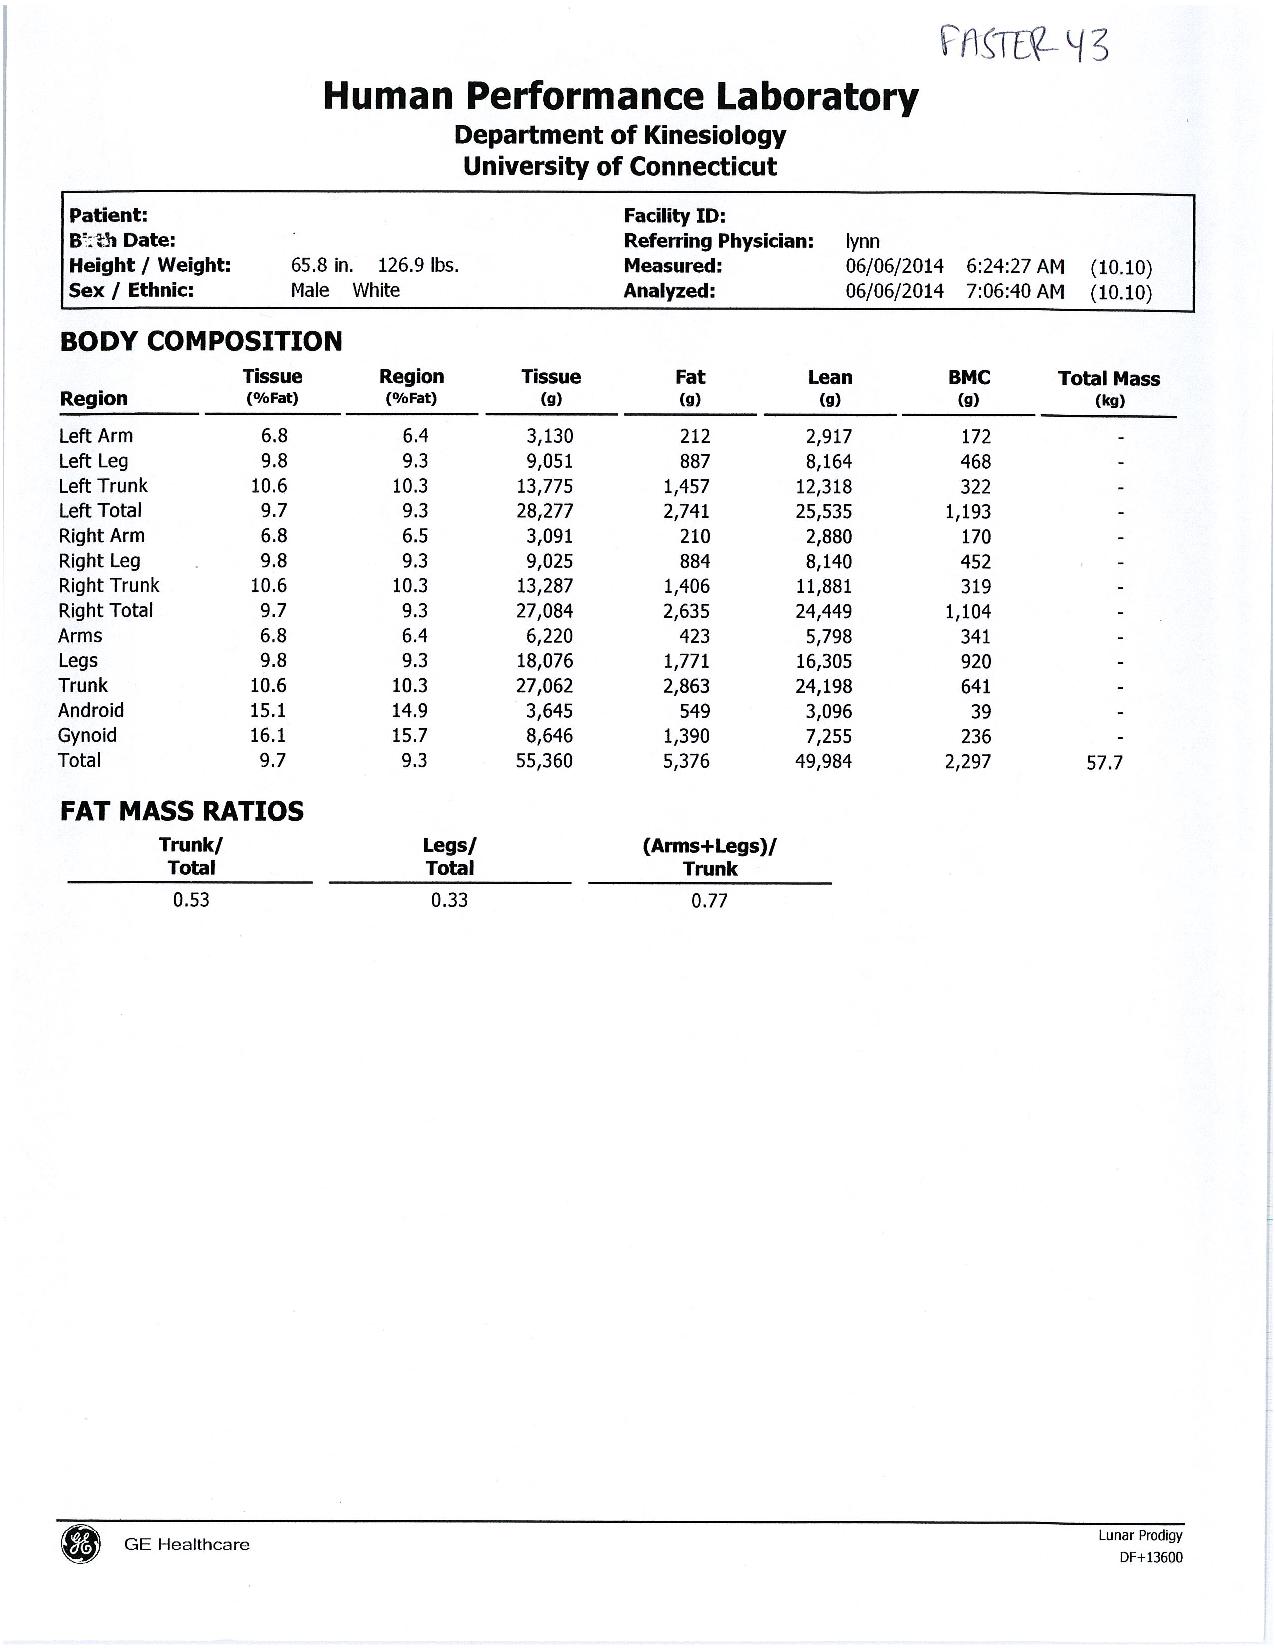 FASTER 43
Human Performance Laboratory
Department of Kinesiology
University of Connecticut
Patient: Facility ID:
Birth Date: Referring Physician: lynn
Height / Weight: 65.8 in. 126.9 lbs. Measured: 06/06/2014 6:24:27 AM (10.10)
Sex / Ethnic: Male White Analyzed: 06/06/2014 7:06:40 AM (10.10)
BODY COMPOSITION
Tissue Region Tissue Fat Lean BMC Total Mass
Region (%Fat) (%Fat) (g) (g) (g) (g) (kg)
Left Arm 6.8 6.4 3,130 212 2,917 172 -
Left Leg 9.8 9.3 9,051 887 8,164 468 -
Left Trunk 10.6 10.3 13,775 1,457 12,318 322 -
Left Total 9.7 9.3 28,277 2,741 25,535 1,193 -
Right Arm 6.8 6.5 3,091 210 2,880 170 -
Right Leg 9.8 9.3 9,025 884 8,140 452 -
Right Trunk 10.6 10.3 13,287 1,406 11,881 319 -
Right Total 9.7 9.3 27,084 2,635 24,449 1,104 -
Arms 6.8 6.4 6,220 423 5,798 341 -
Legs 9.8 9.3 18,076 1,771 16,305 920 -
Trunk 10.6 10.3 27,062 2,863 24,198 641 -
Android 15.1 14.9 3,645 549 3,096 39 -
Gynoid 16.1 15.7 8,646 1,390 7,255 236 -
Total 9.7 9.3 55,360 5,376 49,984 2,297 57.7
FAT MASS RATIOS
Trunk/ Legs/ (Arms+Legs)/
Total Total Trunk
0.53 0.33 0.77
GE GE Healthcare
Lunar Prodigy
DF+13600